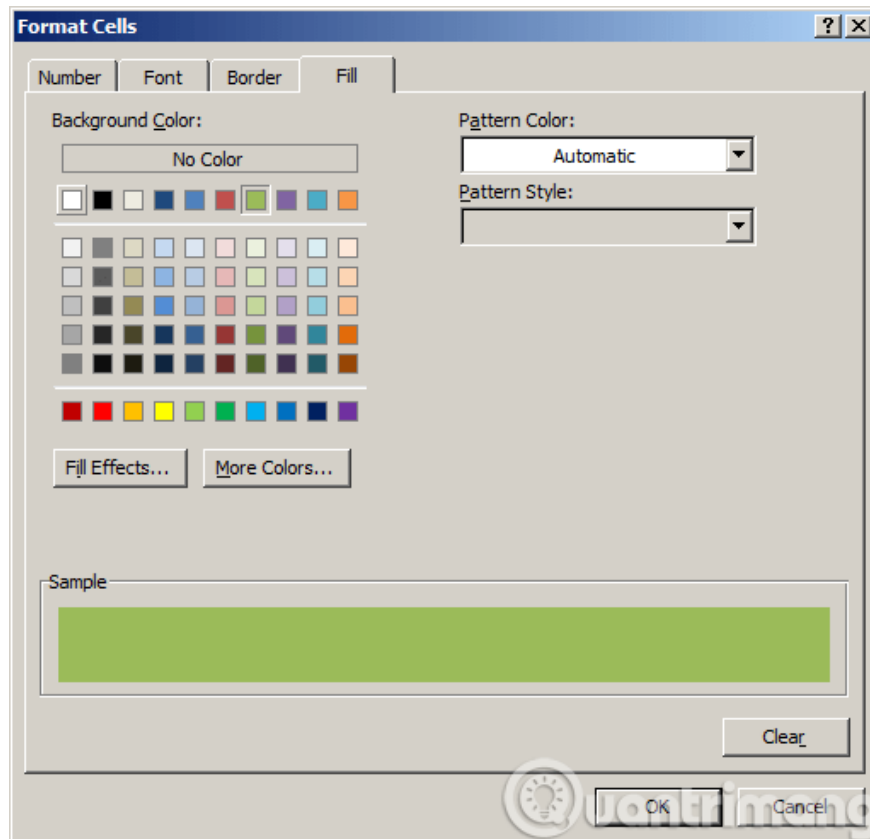 Format Cells
Number Font Border Fill
Background Color:
No Color
Pattern Color:
Automatic
Pattern Style:
Fill Effects...
More Colors...
Sample
Clear
OK
Cancel
Quantrimang